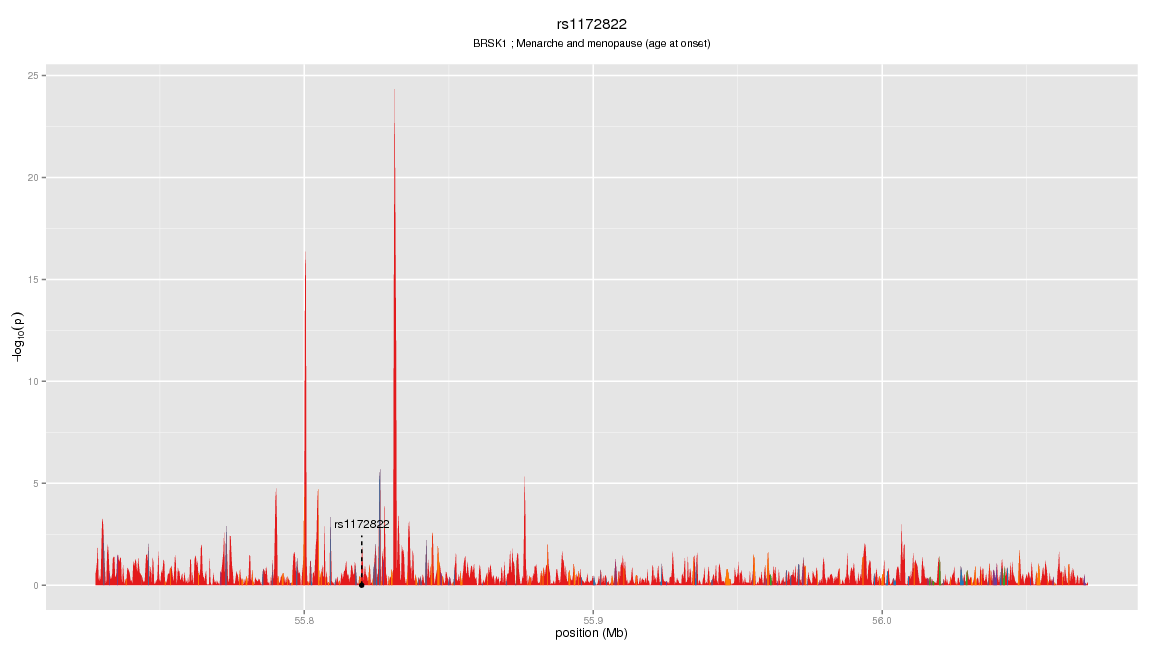 rs1172822
BRSK1 ; Menarche and menopause (age at onset)
25
20
15
10
5
0
−log10(p)
rs1172822
55.8
55.9
56.0
position (Mb)